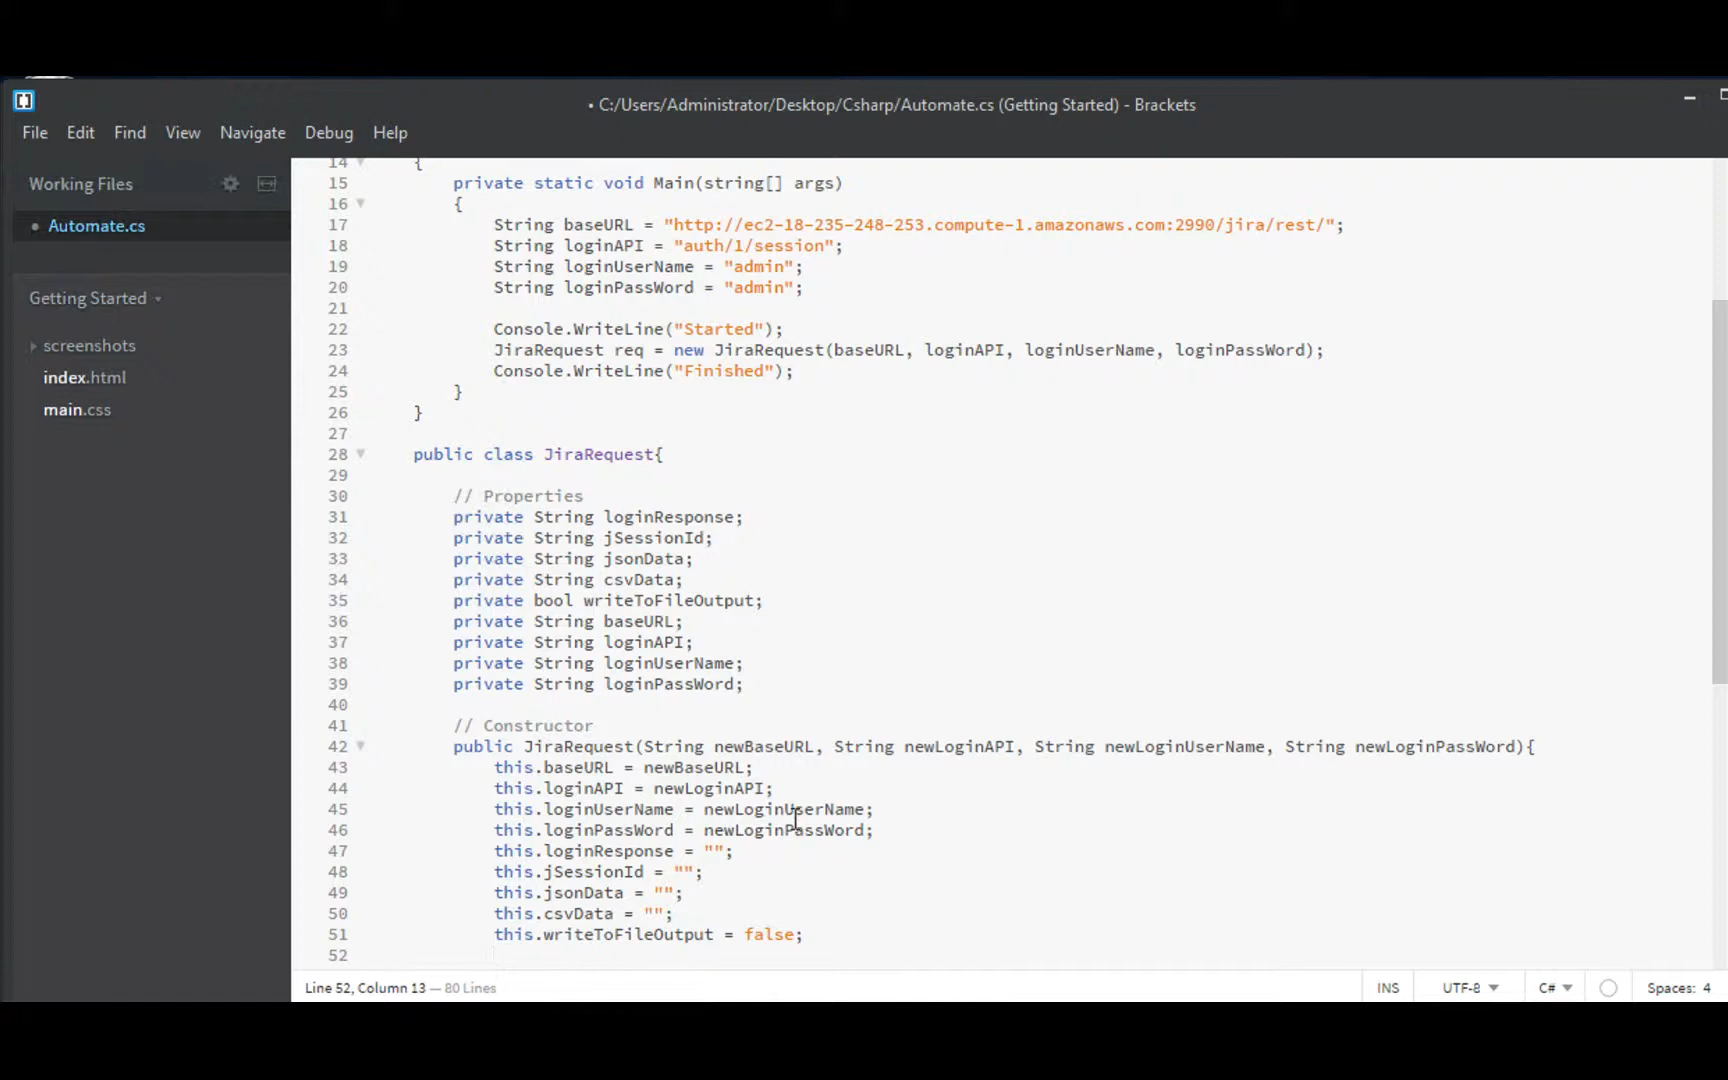 • C:/Users/Administrator/Desktop/Csharp/Automate.cs (Getting Started) - Brackets
File Edit Find View Navigate Debug Help
Working Files
• Automate.cs
Getting Started
screenshots
index.html
main.css
14 {
15 private static void Main(string[] args)
16 {
17 String baseURL = "http://ec2-18-235-248-253.compute-1.amazonaws.com:2990/jira/rest/";
18 String loginAPI = "auth/1/session";
19 String loginUserName = "admin";
20 String loginPassWord = "admin";
21
22 Console.WriteLine("Started");
23 JiraRequest req = new JiraRequest(baseURL, loginAPI, loginUserName, loginPassWord);
24 Console.WriteLine("Finished");
25 }
26 }
27
28 public class JiraRequest{
29
30 // Properties
31 private String loginResponse;
32 private String jSessionId;
33 private String jsonData;
34 private String csvData;
35 private bool writeToFileOutput;
36 private String baseURL;
37 private String loginAPI;
38 private String loginUserName;
39 private String loginPassWord;
40
41 // Constructor
42 public JiraRequest(String newBaseURL, String newLoginAPI, String newLoginUserName, String newLoginPassWord){
43 this.baseURL = newBaseURL;
44 this.loginAPI = newLoginAPI;
45 this.loginUserName = newLoginUserName;
46 this.loginPassWord = newLoginPassWord;
47 this.loginResponse = "";
48 this.jSessionId = "";
49 this.jsonData = "";
50 this.csvData = "";
51 this.writeToFileOutput = false;
52
Line 52, Column 13 — 80 Lines
INS UTF-8 C# Spaces: 4